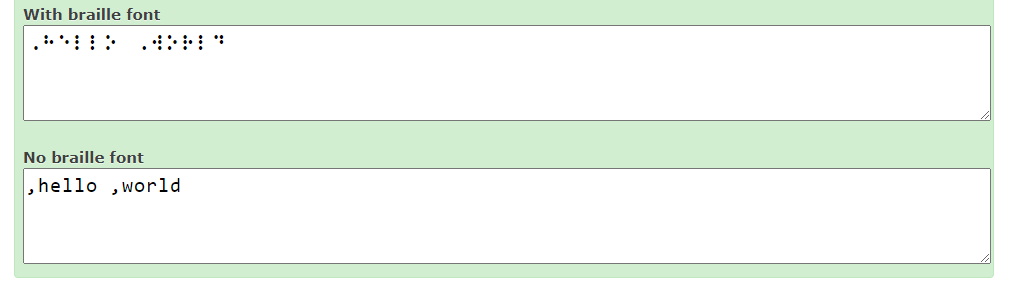 With braille font
⠠⠓⠑⠇⠇⠕ ⠠⠺⠕⠗⠇⠙
No braille font
,hello ,world